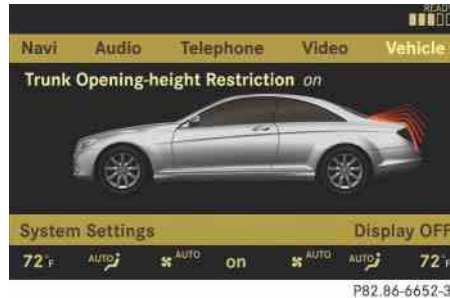 READY
Navi Audio Telephone Video Vehicle
Trunk Opening-height Restriction on
System Settings Display OFF
72°F AUTO AUTO on AUTO AUTO 72°F
P82.86-6652-3